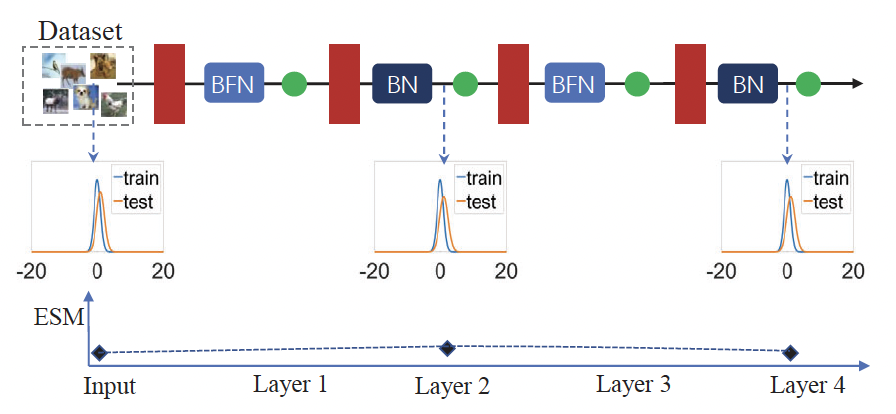 Dataset
BFN
BN
BFN
BN
train
test
-20
0
20
train
test
-20
0
20
train
test
-20
0
20
ESM
Input
Layer 1
Layer 2
Layer 3
Layer 4